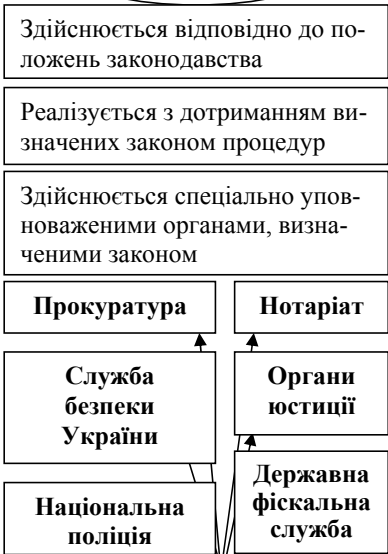 Здійснюється відповідно до по-
ложень законодавства
Реалізується з дотриманням ви-
значених законом процедур
Здійснюється спеціально упов-
новаженими органами, визна-
ченими законом
Прокуратура
Нотаріат
Служба
безпеки
України
Органи
юстиції
Національна
поліція
Державна
фіскальна
служба